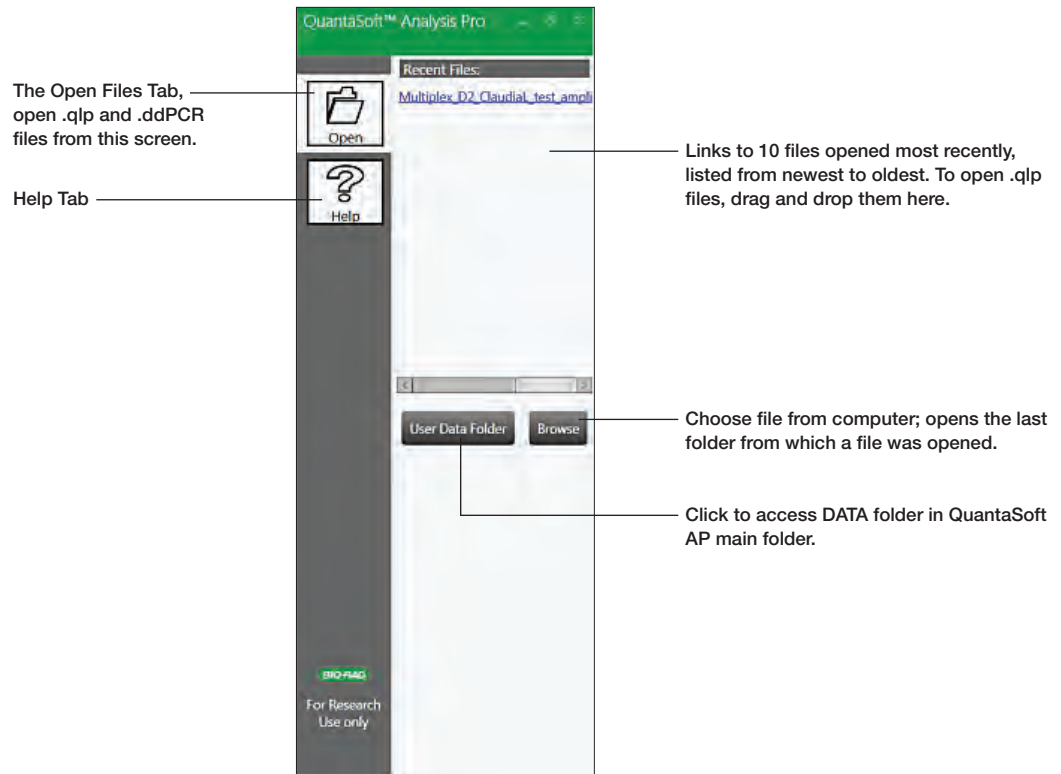 QuantaSoft™ Analysis Pro
The Open Files Tab,
open .qlp and .ddPCR
files from this screen.
Open
Help Tab
Help
Recent Files:
Multiplex_D2_ClaudiaL_test_ampli
Links to 10 files opened most recently,
listed from newest to oldest. To open .qlp
files, drag and drop them here.
User Data Folder
Browse
Choose file from computer; opens the last
folder from which a file was opened.
Click to access DATA folder in QuantaSoft
AP main folder.
BIO-RAD
For Research
Use only